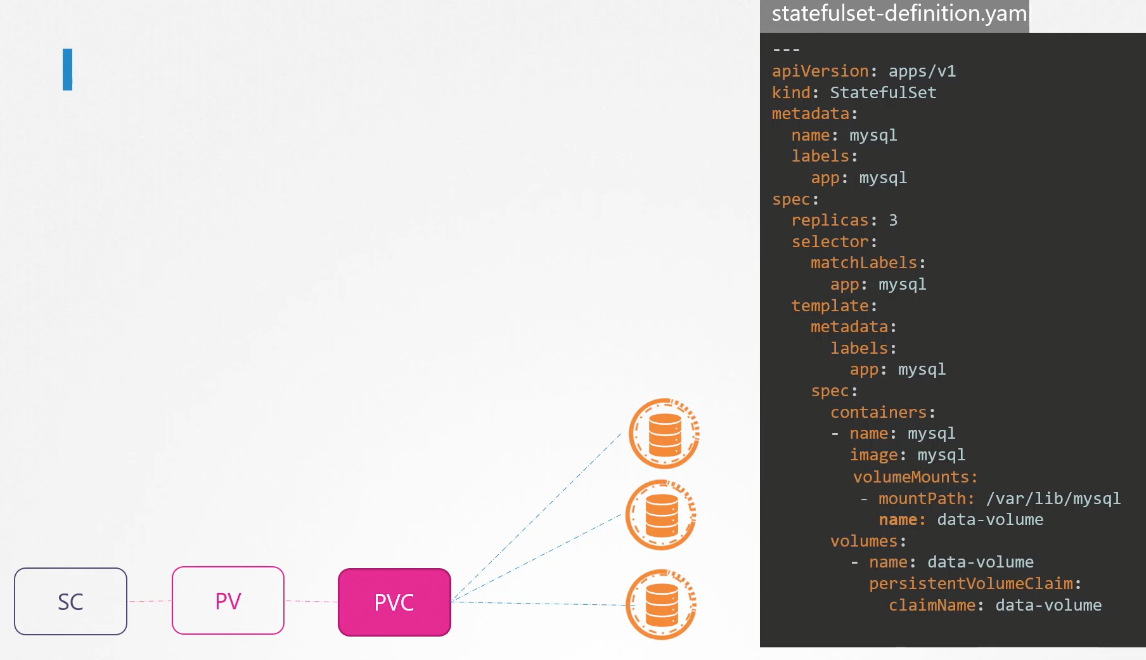 statefulset-definition.yam
---
apiVersion: apps/v1
kind: StatefulSet
metadata:
  name: mysql
  labels:
    app: mysql
spec:
  replicas: 3
  selector:
    matchLabels:
      app: mysql
  template:
    metadata:
      labels:
        app: mysql
    spec:
      containers:
      - name: mysql
        image: mysql
        volumeMounts:
         - mountPath: /var/lib/mysql
           name: data-volume
      volumes:
        - name: data-volume
          persistentVolumeClaim:
            claimName: data-volume
SC
PV
PVC